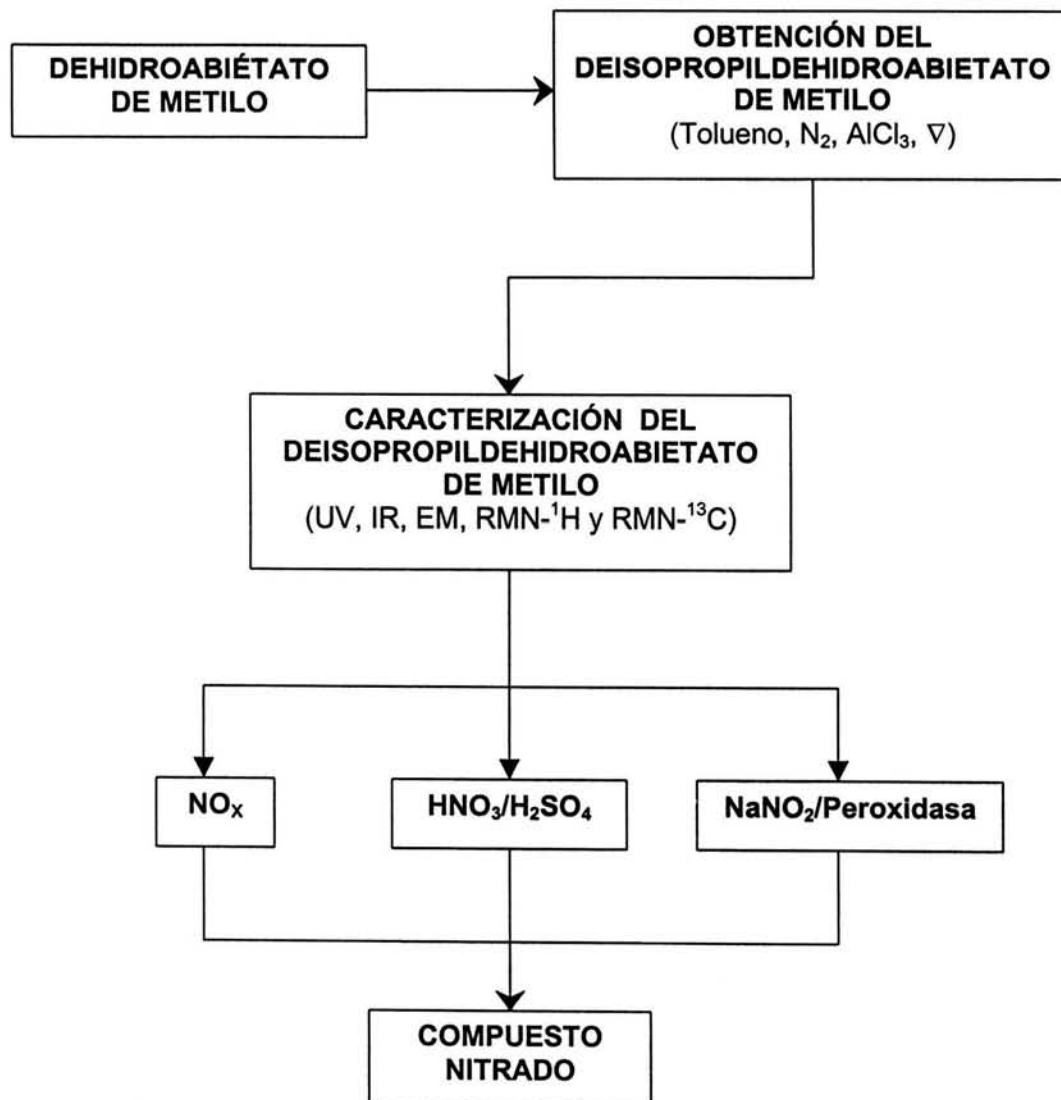 DEHIDROABIÉTATO
DE METILO
OBTENCIÓN DEL
DEISOPROPILDEHIDROABIETATO
DE METILO
(Tolueno, N₂, AlCl₃, ∇)
CARACTERIZACIÓN DEL
DEISOPROPILDEHIDROABIETATO
DE METILO
(UV, IR, EM, RMN-¹H y RMN-¹³C)
NOₓ
HNO₃/H₂SO₄
NaNO₂/Peroxidasa
COMPUESTO
NITRADO